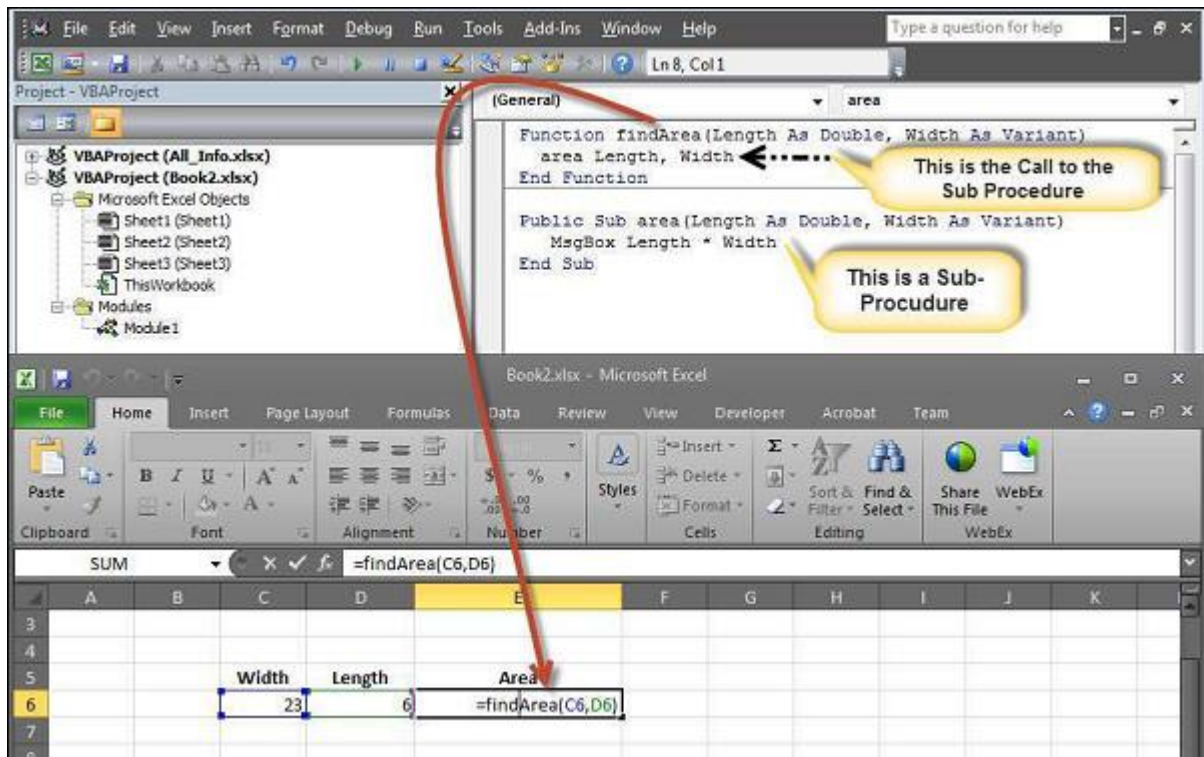 File Edit View Insert Format Debug Run Tools Add-Ins Window Help Type a question for help
Ln 8, Col 1
Project - VBAProject
(General) area
VBAProject (All_Info.xlsx)
VBAProject (Book2.xlsx)
Microsoft Excel Objects
Sheet1 (Sheet1)
Sheet2 (Sheet2)
Sheet3 (Sheet3)
ThisWorkbook
Modules
Module1
Function findArea(Length As Double, Width As Variant)
area Length, Width
End Function
This is the Call to the
Sub Procedure
Public Sub area(Length As Double, Width As Variant)
MsgBox Length * Width
End Sub
This is a Sub-
Procudure
Book2.xlsx - Microsoft Excel
File Home Insert Page Layout Formulas Data Review View Developer Acrobat Team
Paste
B I U A A
$ % ,
Styles
Insert
Delete
Format
Σ
Sort & Filter
Find & Select
Share This File
WebEx
Clipboard Font Alignment Number Cells Editing WebEx
SUM fx =findArea(C6,D6)
A B C D E F G H I J K
3
4
5 Width Length Area
6 23 6 =findArea(C6,D6)
7